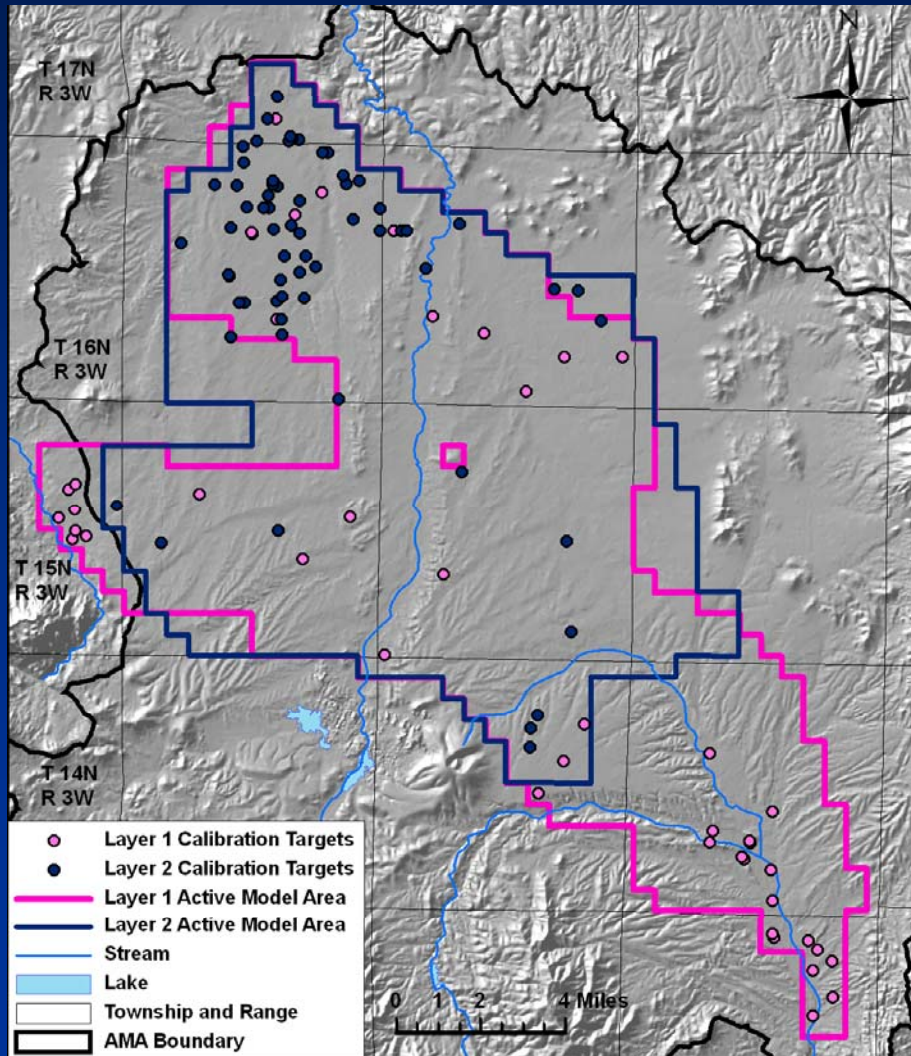 N
T 17N
R 3W
T 16N
R 3W
T 15N
R 3W
T 14N
R 3W
Layer 1 Calibration Targets
Layer 2 Calibration Targets
Layer 1 Active Model Area
Layer 2 Active Model Area
Stream
Lake
Township and Range
AMA Boundary
0 1 2 4 Miles